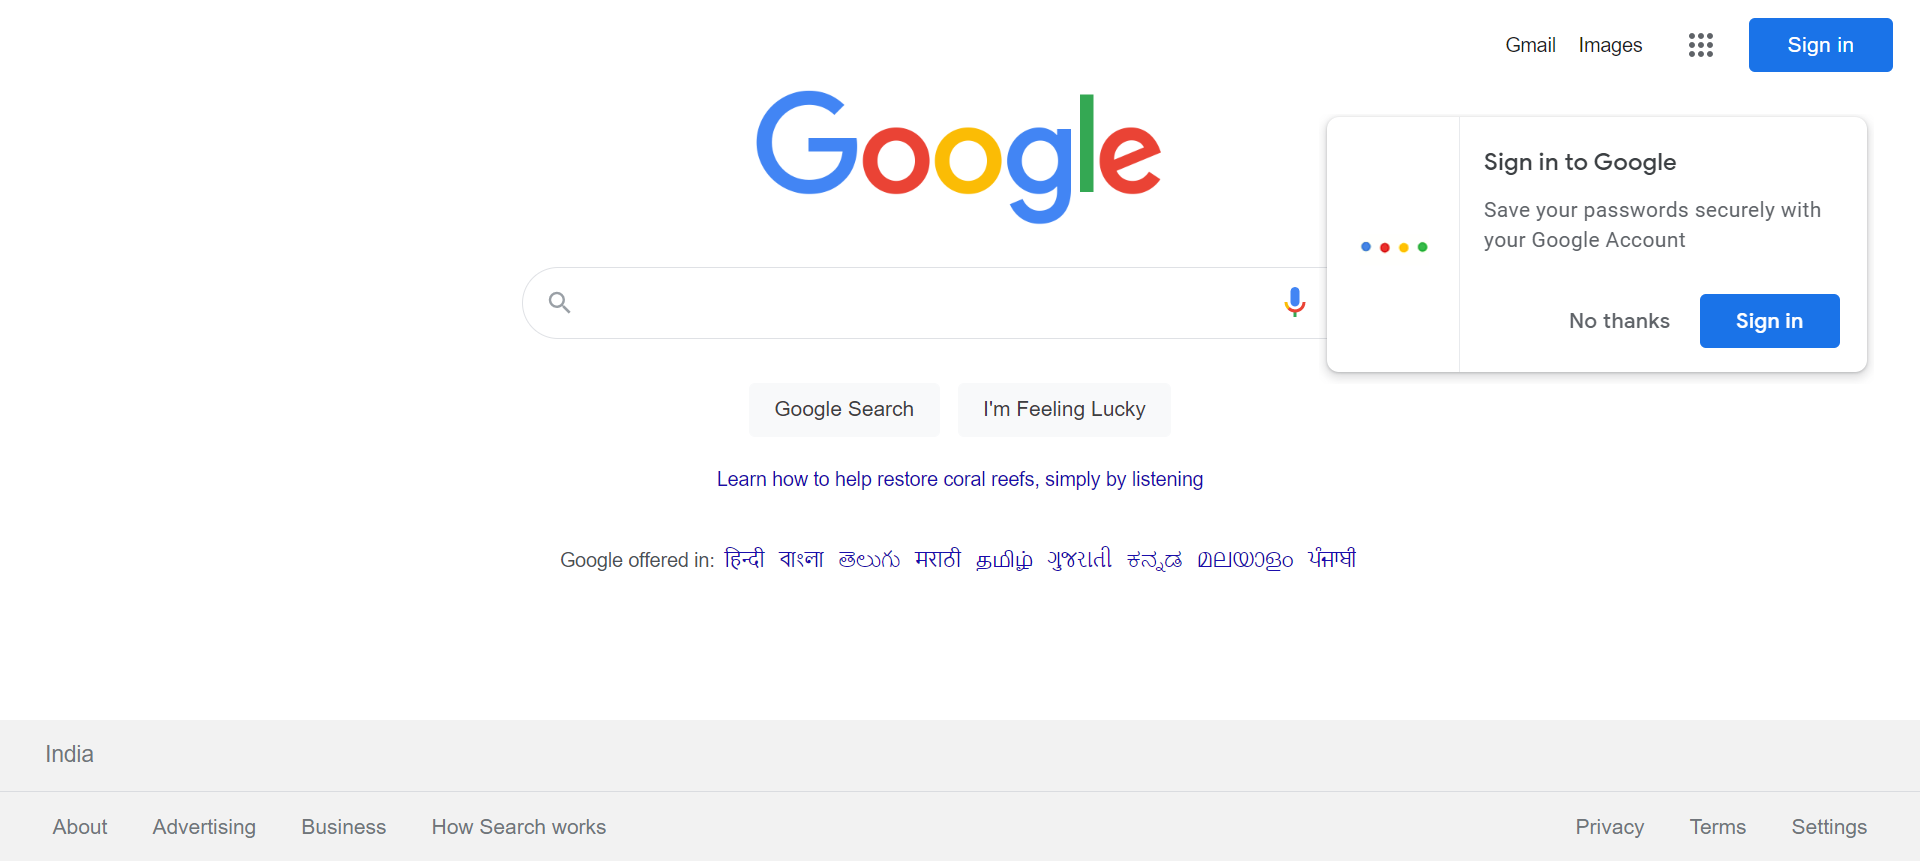 Gmail Images Sign in
Google
Sign in to Google
Save your passwords securely with
your Google Account
No thanks Sign in
Google Search I'm Feeling Lucky
Learn how to help restore coral reefs, simply by listening
Google offered in: हिन्दी বাংলা తెలుగు मराठी தமிழ் ગુજરાતી ಕನ್ನಡ മലയാളം ਪੰਜਾਬੀ
India
About Advertising Business How Search works Privacy Terms Settings